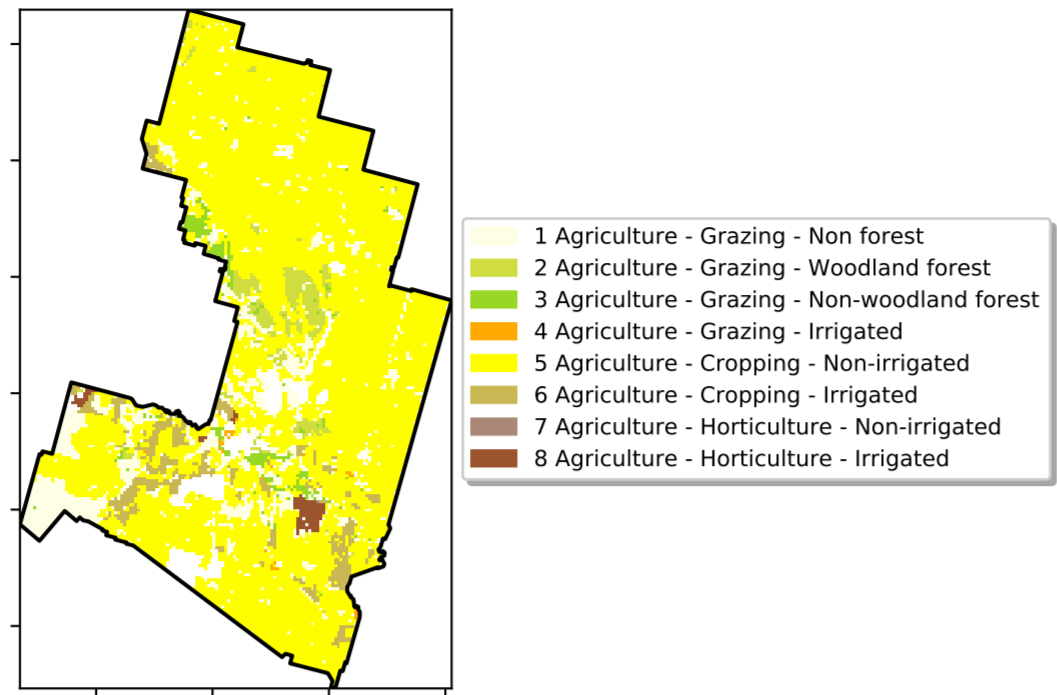 1 Agriculture - Grazing - Non forest
2 Agriculture - Grazing - Woodland forest
3 Agriculture - Grazing - Non-woodland forest
4 Agriculture - Grazing - Irrigated
5 Agriculture - Cropping - Non-irrigated
6 Agriculture - Cropping - Irrigated
7 Agriculture - Horticulture - Non-irrigated
8 Agriculture - Horticulture - Irrigated